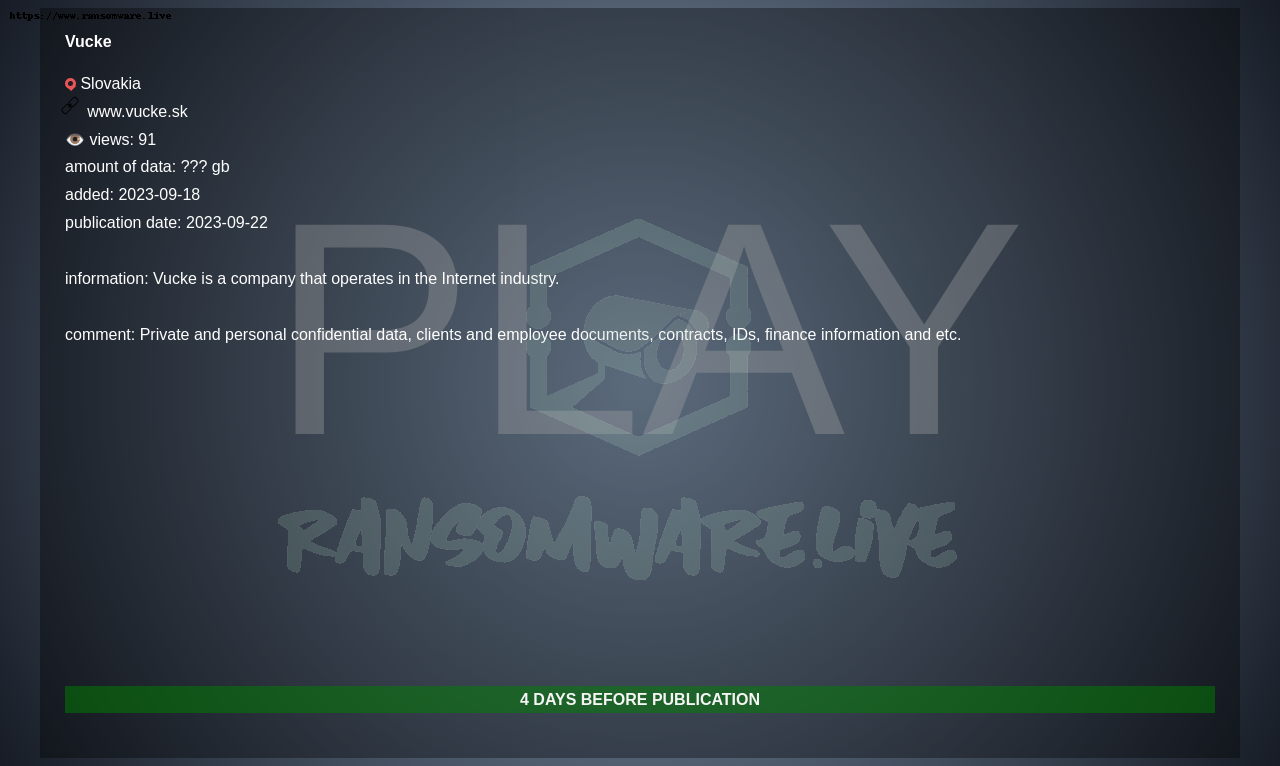 https://www.ransomware.live
Vucke
Slovakia
www.vucke.sk
views: 91
amount of data: ??? gb
added: 2023-09-18
publication date: 2023-09-22
information: Vucke is a company that operates in the Internet industry.
comment: Private and personal confidential data, clients and employee documents, contracts, IDs, finance information and etc.
PLAY
RANSOMWARE.LIVE
4 DAYS BEFORE PUBLICATION